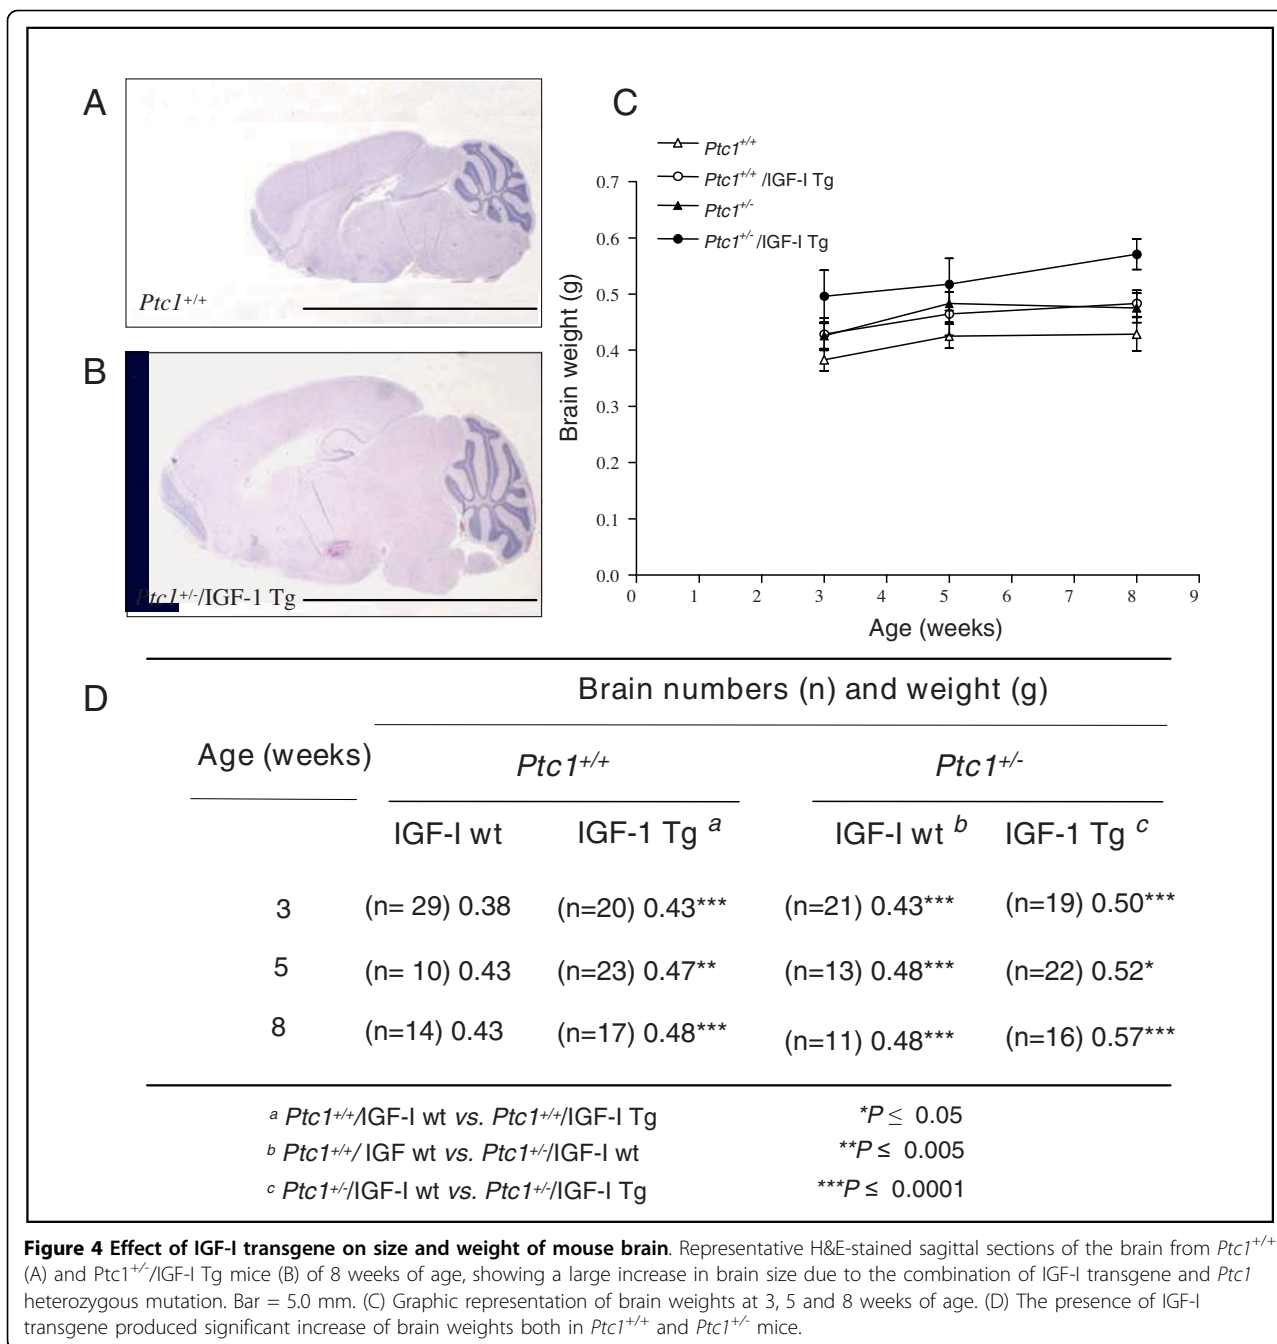 A
Ptc1+/+
B
Ptc1+/-/IGF-1 Tg
C
Ptc1+/+
Ptc1+/+ /IGF-I Tg
Ptc1+/-
Ptc1+/- /IGF-I Tg
0.7
0.6
0.5
0.4
0.3
0.2
0.1
0.0
Brain weight (g)
0 1 2 3 4 5 6 7 8 9
Age (weeks)
D
Brain numbers (n) and weight (g)
Age (weeks) Ptc1+/+ Ptc1+/-
IGF-I wt IGF-1 Tg a IGF-I wt b IGF-1 Tg c
3 (n= 29) 0.38 (n=20) 0.43*** (n=21) 0.43*** (n=19) 0.50***
5 (n= 10) 0.43 (n=23) 0.47** (n=13) 0.48*** (n=22) 0.52*
8 (n=14) 0.43 (n=17) 0.48*** (n=11) 0.48*** (n=16) 0.57***
a Ptc1+/+/IGF-I wt vs. Ptc1+/+/IGF-I Tg *P ≤ 0.05
b Ptc1+/+/ IGF wt vs. Ptc1+/-/IGF-I wt **P ≤ 0.005
c Ptc1+/-/IGF-I wt vs. Ptc1+/-/IGF-I Tg ***P ≤ 0.0001
Figure 4 Effect of IGF-I transgene on size and weight of mouse brain. Representative H&E-stained sagittal sections of the brain from Ptc1+/+
(A) and Ptc1+/-/IGF-I Tg mice (B) of 8 weeks of age, showing a large increase in brain size due to the combination of IGF-I transgene and Ptc1
heterozygous mutation. Bar = 5.0 mm. (C) Graphic representation of brain weights at 3, 5 and 8 weeks of age. (D) The presence of IGF-I
transgene produced significant increase of brain weights both in Ptc1+/+ and Ptc1+/- mice.